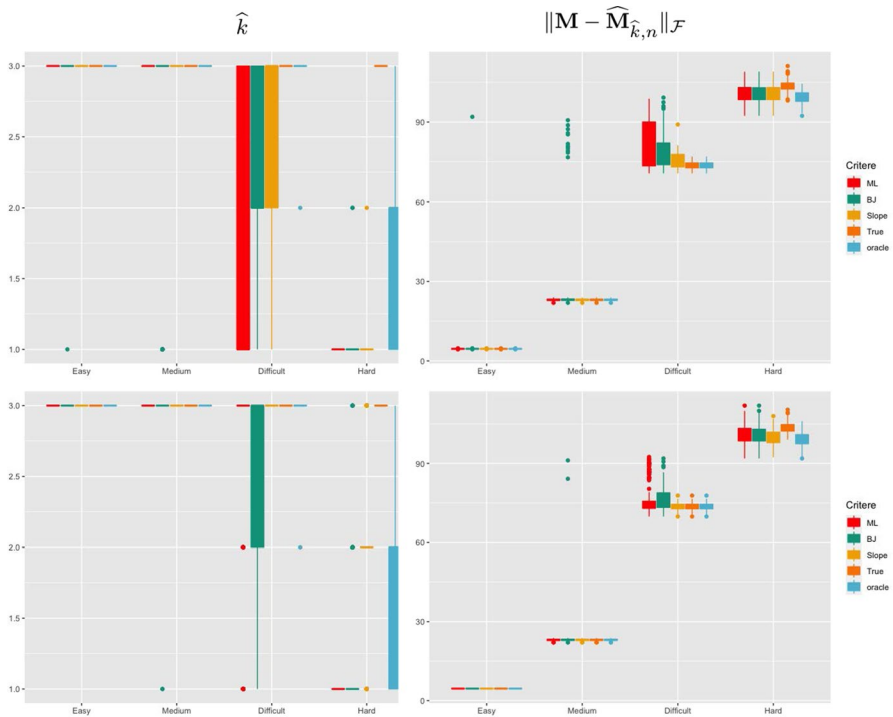 k̂
‖M − M̂_{k̂,n}‖_F
3.0
2.5
2.0
1.5
1.0
Easy Medium Difficult Hard
90
60
30
0
Easy Medium Difficult Hard
Critere
ML
BJ
Slope
True
oracle
3.0
2.5
2.0
1.5
1.0
Easy Medium Difficult Hard
90
60
30
0
Easy Medium Difficult Hard
Critere
ML
BJ
Slope
True
oracle